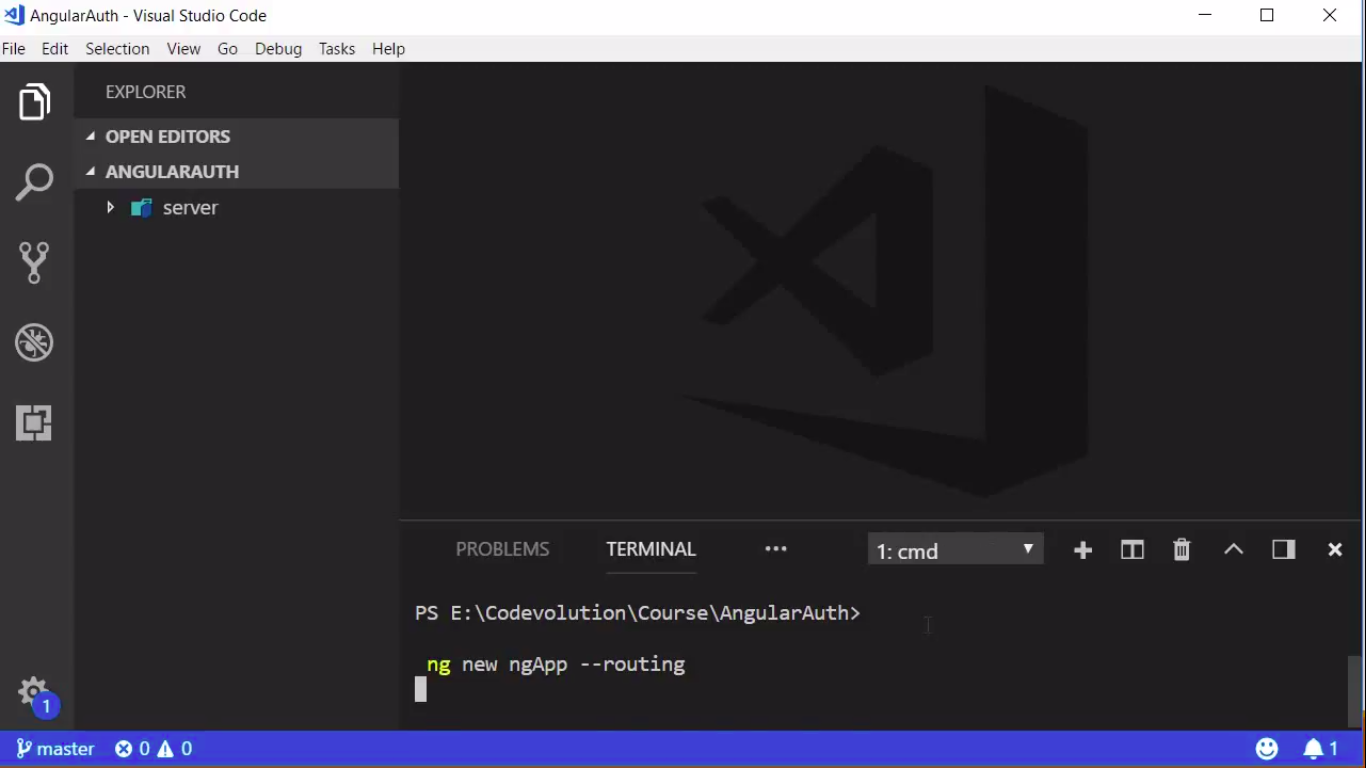 AngularAuth - Visual Studio Code
File Edit Selection View Go Debug Tasks Help
EXPLORER
OPEN EDITORS
ANGULARAUTH
server
PROBLEMS TERMINAL ••• 1: cmd
PS E:\Codevolution\Course\AngularAuth>
ng new ngApp --routing
1
master 0 0 1